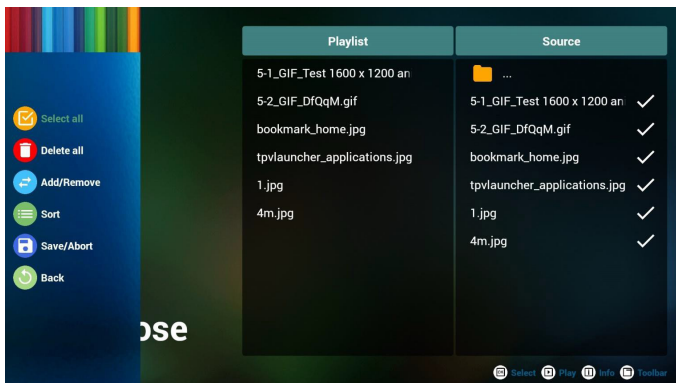 Select all
Delete all
Add/Remove
Sort
Save/Abort
Back
ose
Playlist
5-1_GIF_Test 1600 x 1200 an
5-2_GIF_DfQqM.gif
bookmark_home.jpg
tpvlauncher_applications.jpg
1.jpg
4m.jpg
Source
...
5-1_GIF_Test 1600 x 1200 an
5-2_GIF_DfQqM.gif
bookmark_home.jpg
tpvlauncher_applications.jpg
1.jpg
4m.jpg
OK Select Play Info Toolbar